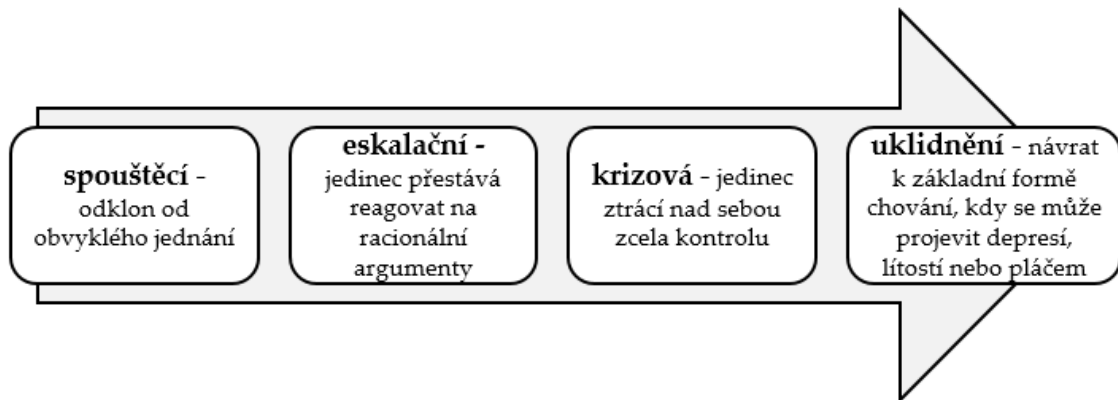 spouštěcí -
odklon od
obvyklého jednání
eskalační -
jedinec přestává
reagovat na
racionální
argumenty
krizová - jedinec
ztrácí nad sebou
zcela kontrolu
uklidnění - návrat
k základní formě
chování, kdy se může
projevit depresí,
lítostí nebo pláčem